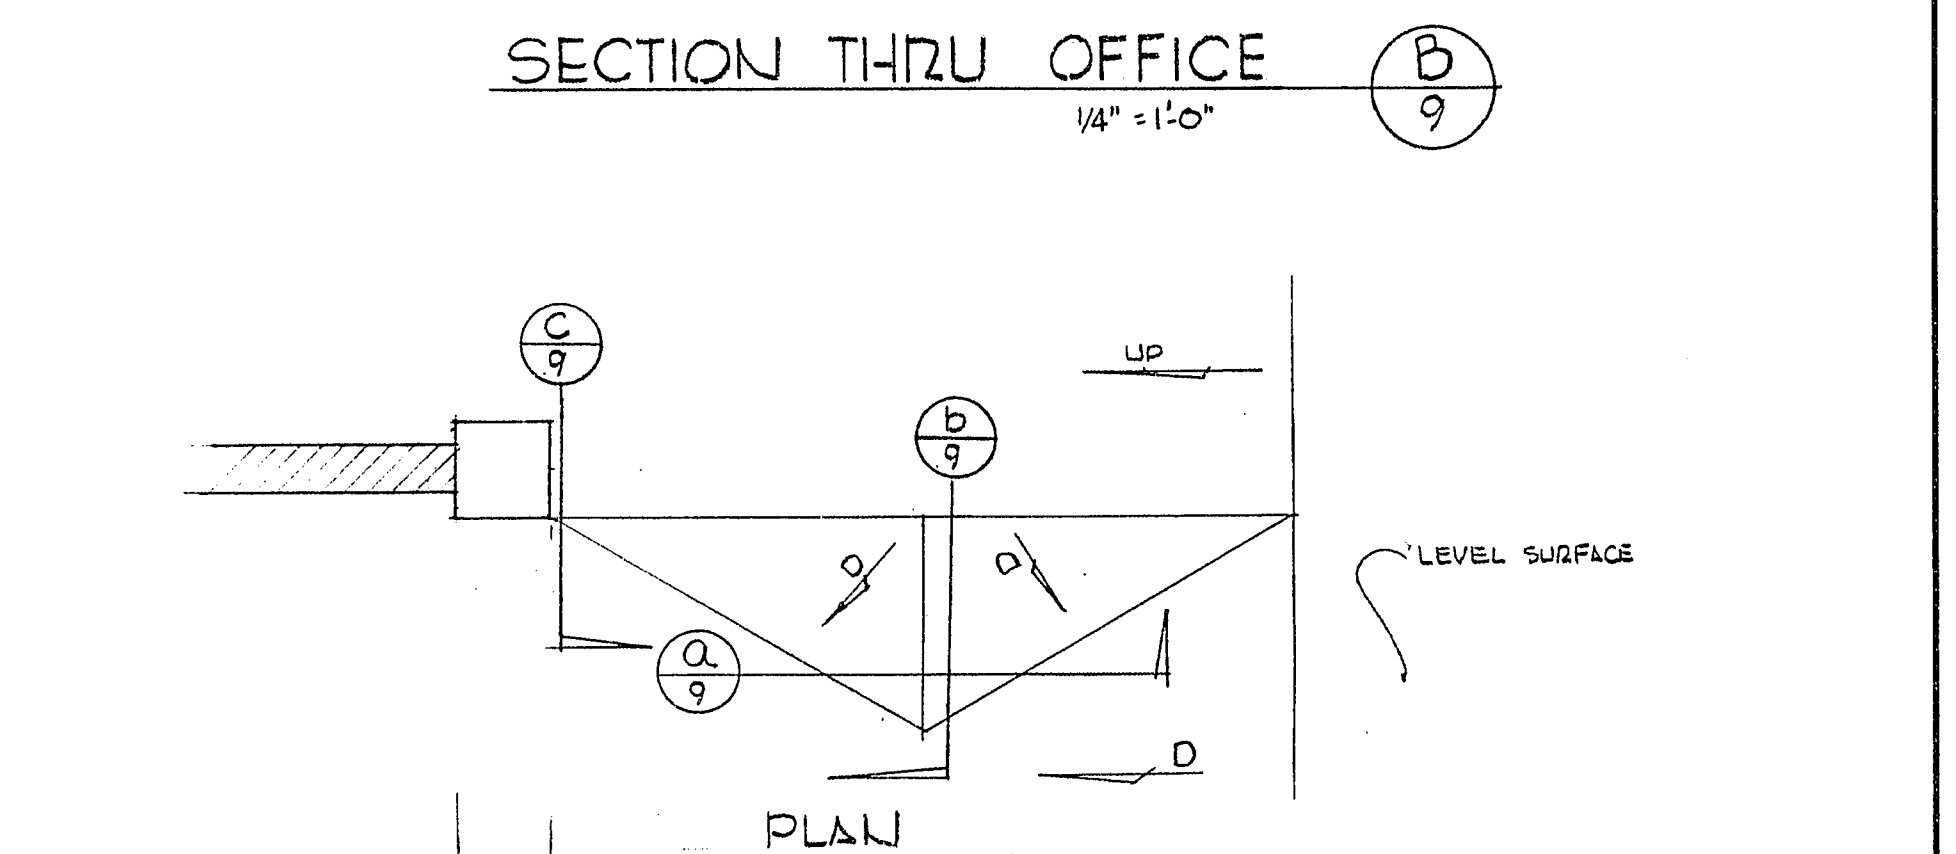 SECTION THRU OFFICE
B
9
1/4" = 1'-0"
C
9
UP
b
9
D
D
LEVEL SURFACE
a
9
D
PLAN